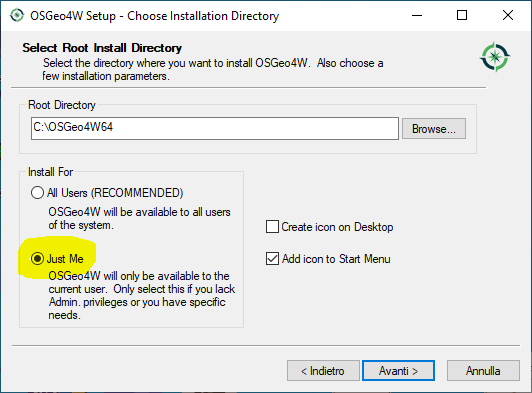 OSGeo4W Setup - Choose Installation Directory
Select Root Install Directory
Select the directory where you want to install OSGeo4W. Also choose a
few installation parameters.
Root Directory
C:\OSGeo4W64
Browse...
Install For
All Users (RECOMMENDED)
OSGeo4W will be available to all users
of the system.
Just Me
OSGeo4W will only be available to the
current user. Only select this if you lack
Admin. privileges or you have specific
needs.
Create icon on Desktop
Add icon to Start Menu
< Indietro
Avanti >
Annulla